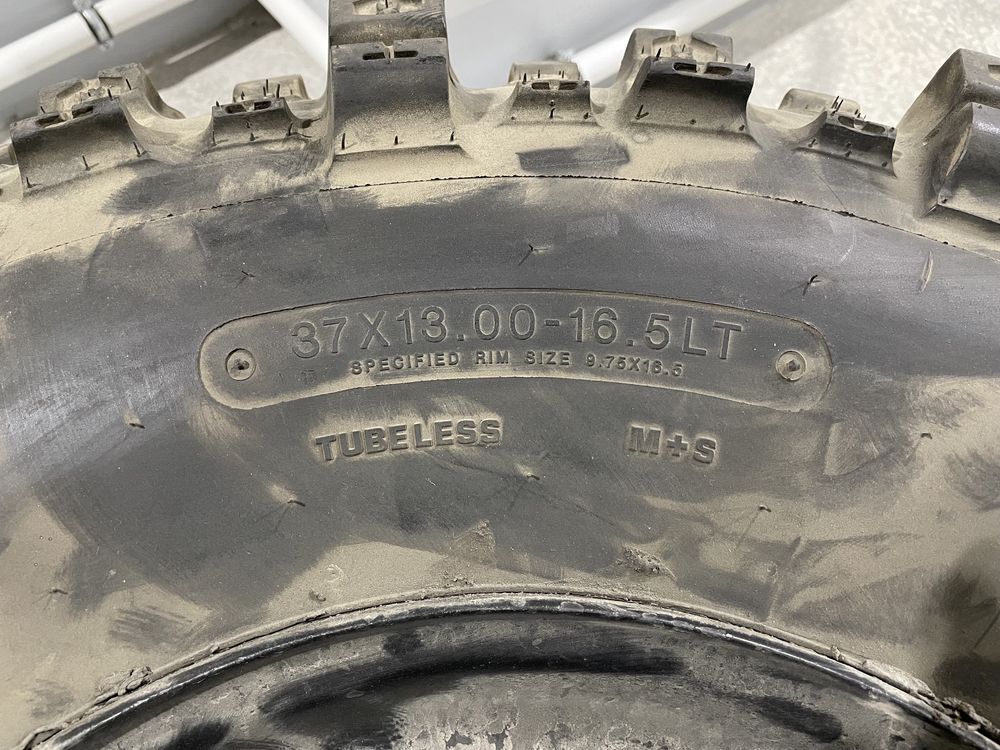 37X13.00-16.5LT
SPECIFIED RIM SIZE 9.75X16.5
TUBELESS M+S